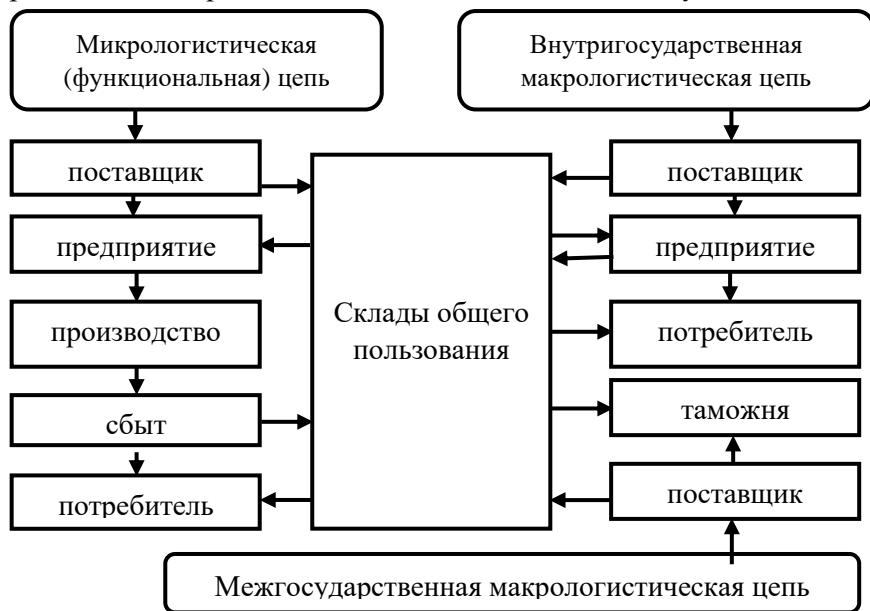 Микрологистическая
(функциональная) цепь
Внутригосударственная
макрологистическая цепь
поставщик
предприятие
производство
сбыт
потребитель
Склады общего
пользования
поставщик
предприятие
потребитель
таможня
поставщик
Межгосударственная макрологистическая цепь